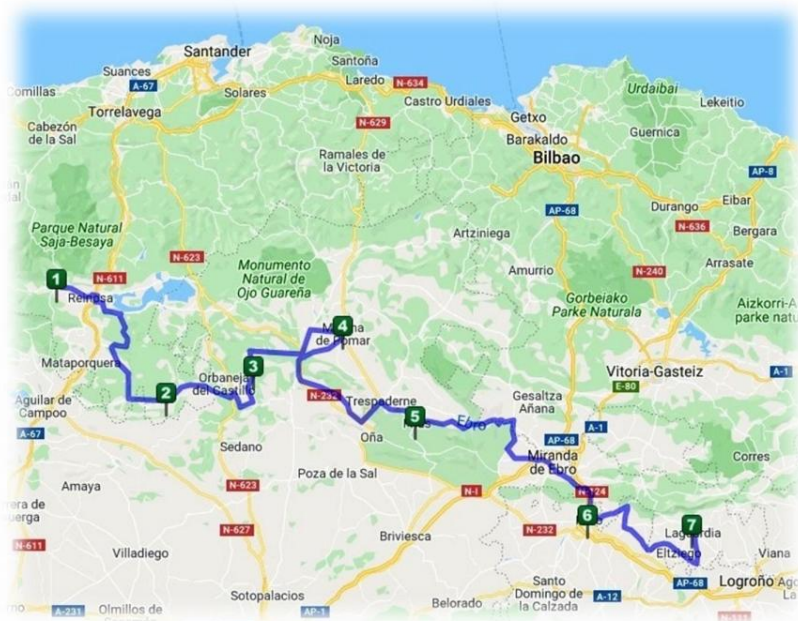 Noja
Santander
Santoña
Suances
Laredo
N-634
Urdaibai
Comillas
A-67
Solares
Castro Urdiales
Lekeitio
Torrelavega
Getxo
N-629
Guernica
Cabezón
de la Sal
Barakaldo
Bilbao
Ramales de
la Victoria
AP-8
Eibar
Durango
AP-68
Parque Natural
Saja-Besaya
N-636
Artziniega
Bergara
N-623
Arrasate
Monumento
Natural de
Ojo Guareña
Amurrio
N-240
1
N-611
Reinosa
Gorbeiako
Parke Naturala
Aizkorri-A
parke natu
4
de Pomar
Mataporquera
3
Vitoria-Gasteiz
A-1
Orbaneja
del Castillo
2
E-80
N-232
Trespaderne
Gesaltza
Añana
Aguilar de
Campoo
5
Ebro
A-67
Oña
A-1
Sedano
AP-68
Miranda
de Ebro
Corres
Poza de la Sal
Amaya
N-623
N-I
N-124
6
7
N-611
N-627
N-232
Laguardia
Briviesca
Villadiego
Eltziego
Viana
Santo
Domingo de
la Calzada
AP-68
Logroño
Sotopalacios
Belorado
A-12
A-231
Olmillos de
AP-1